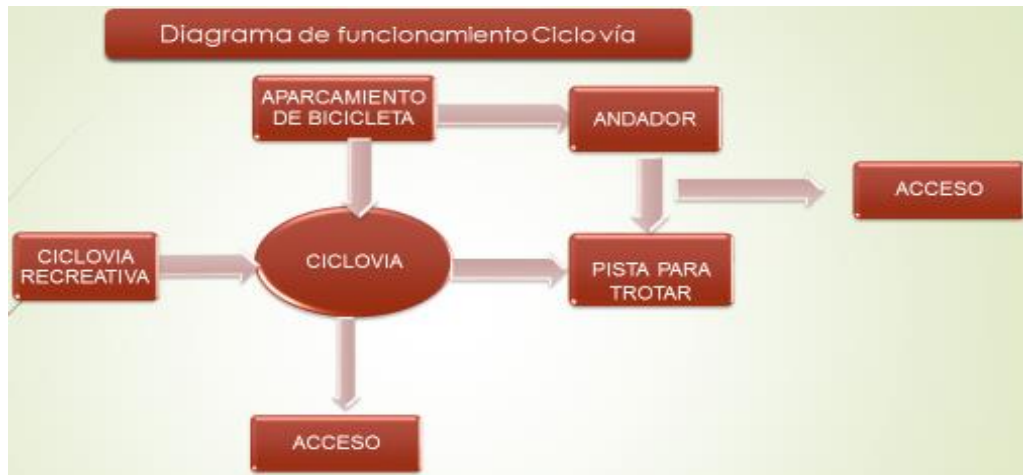 Diagrama de funcionamiento Ciclo vía
APARCAMIENTO
DE BICICLETA
ANDADOR
ACCESO
CICLOVIA
RECREATIVA
CICLOVIA
PISTA PARA
TROTAR
ACCESO